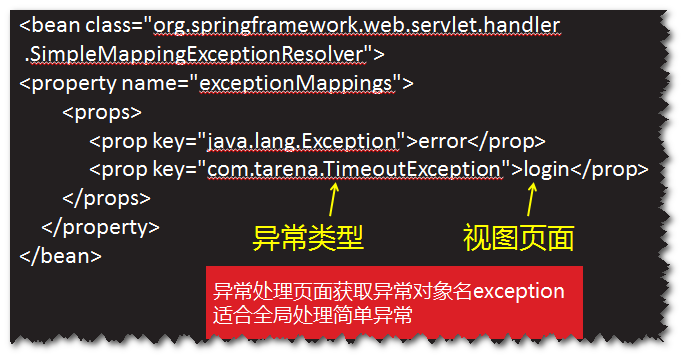 <bean class="org.springframework.web.servlet.handler
.SimpleMappingExceptionResolver">
<property name="exceptionMappings">
<props>
<prop key="java.lang.Exception">error</prop>
<prop key="com.tarena.TimeoutException">login</prop>
</props>
异常类型 视图页面
</property>
</bean>
异常处理页面获取异常对象名exception
适合全局处理简单异常